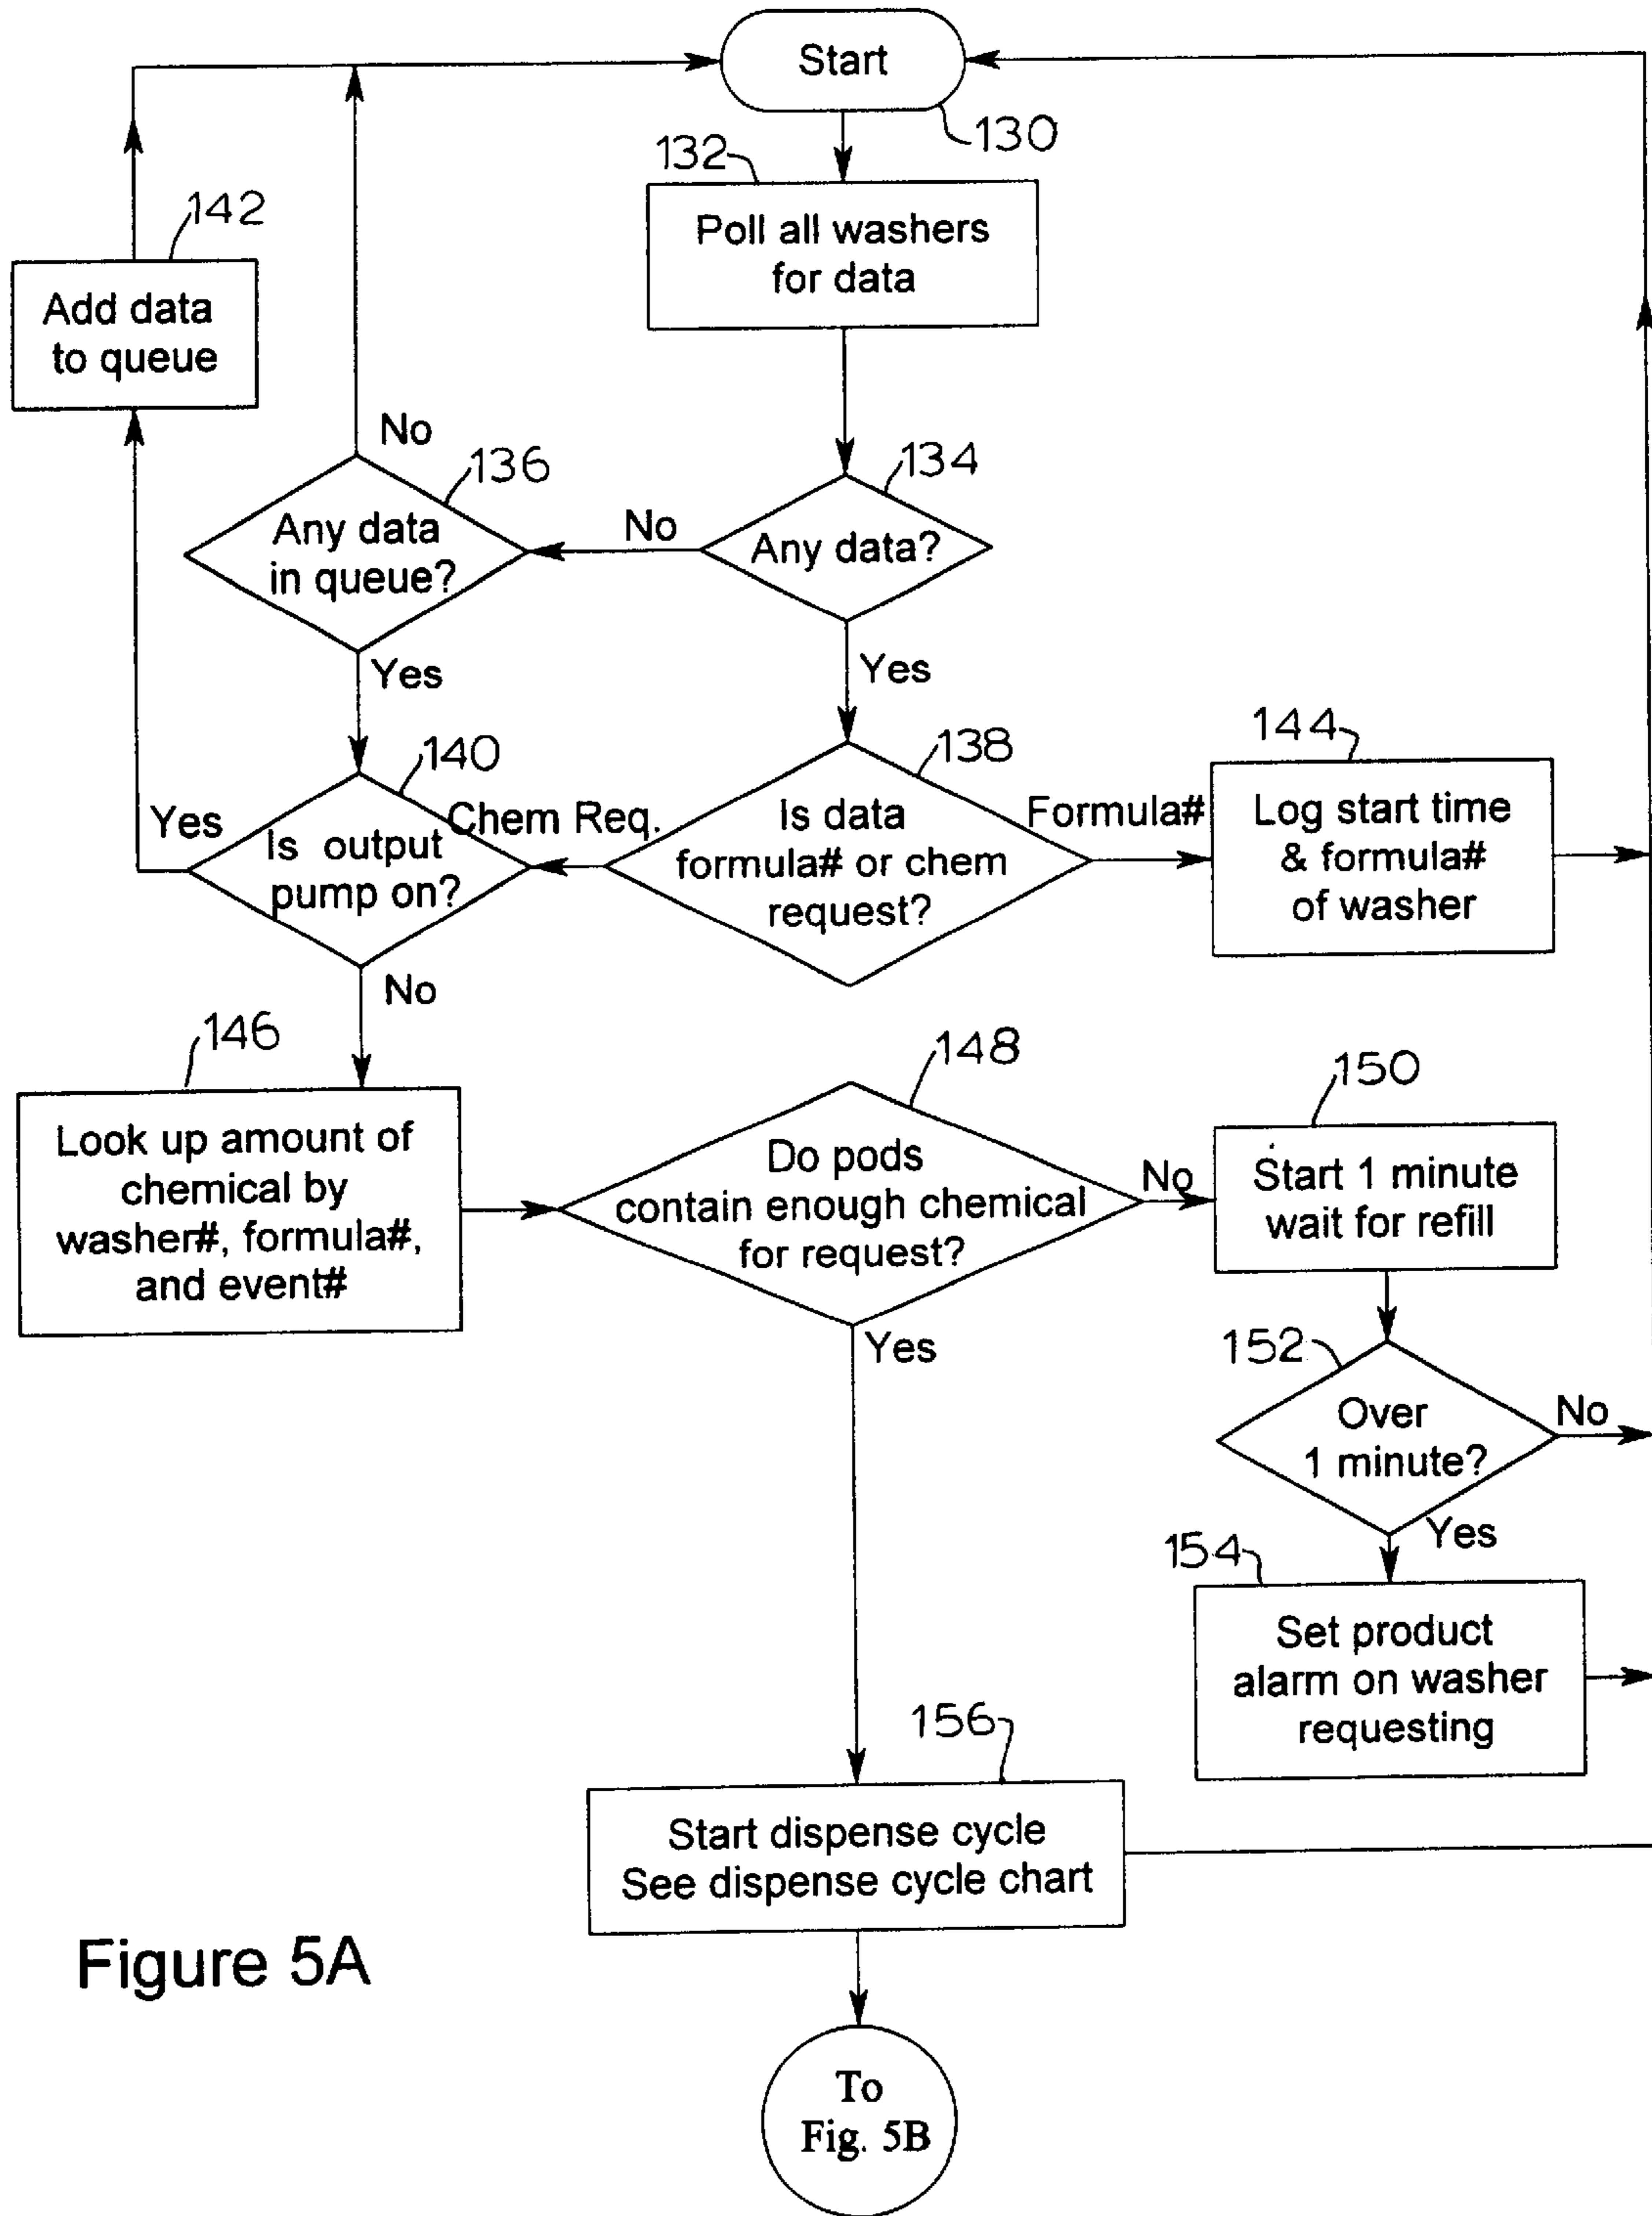 Start
130
132
Poll all washers
for data
142
Add data
to queue
No
136
Any data
in queue?
No
134
Any data?
Yes
Yes
140
Is output
pump on?
Yes
Chem Req.
138
Is data
formula# or chem
request?
Formula#
144
Log start time
& formula#
of washer
No
146
Look up amount of
chemical by
washer#, formula#,
and event#
148
Do pods
contain enough chemical
for request?
No
150
Start 1 minute
wait for refill
Yes
152
Over
1 minute?
No
Yes
154
Set product
alarm on washer
requesting
156
Start dispense cycle
See dispense cycle chart
Figure 5A
To
Fig. 5B